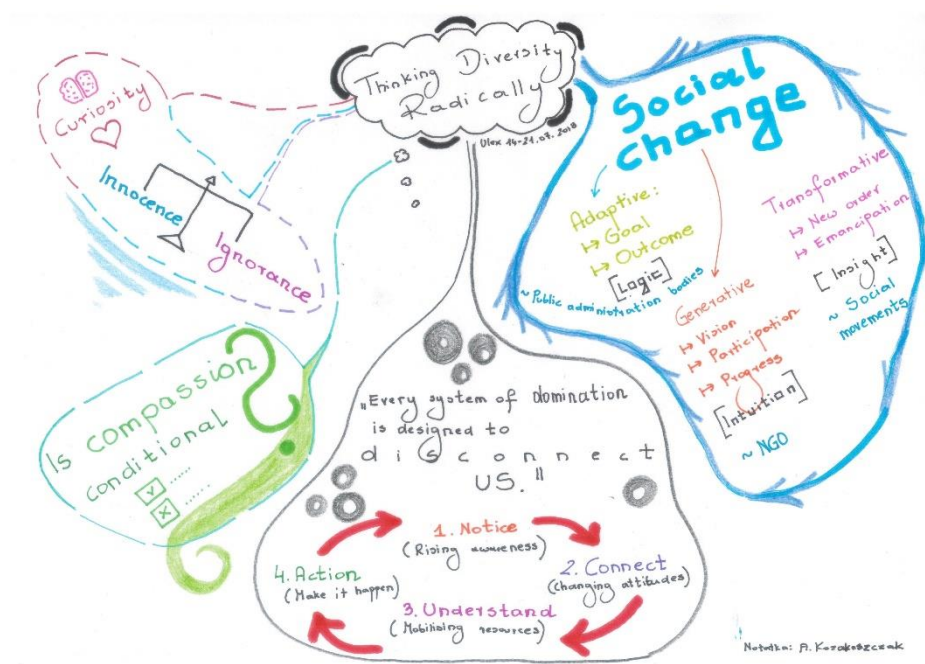 Thinking Diversity
Radically
Ulex 14-21.07.2018
Curiosity
Innocence
Ignorance
Is compassion
conditional
?
Social
change
Adaptive:
↦ Goal
↦ Outcome
[Logic]
~ Public administration bodies
Generative
↦ Vision
↦ Participation
↦ Progress
[Intuition]
~ NGO
Transformative
↦ New order
↦ Emancipation
[Insight]
~ Social
movements
„Every system of domination
is designed to
disconnect
US."
1. Notice
(Rising awareness)
2. Connect
(changing attitudes)
3. Understand
(Mobilising resources)
4. Action
(Make it happen)
Notatka: A. Kozakoszczak